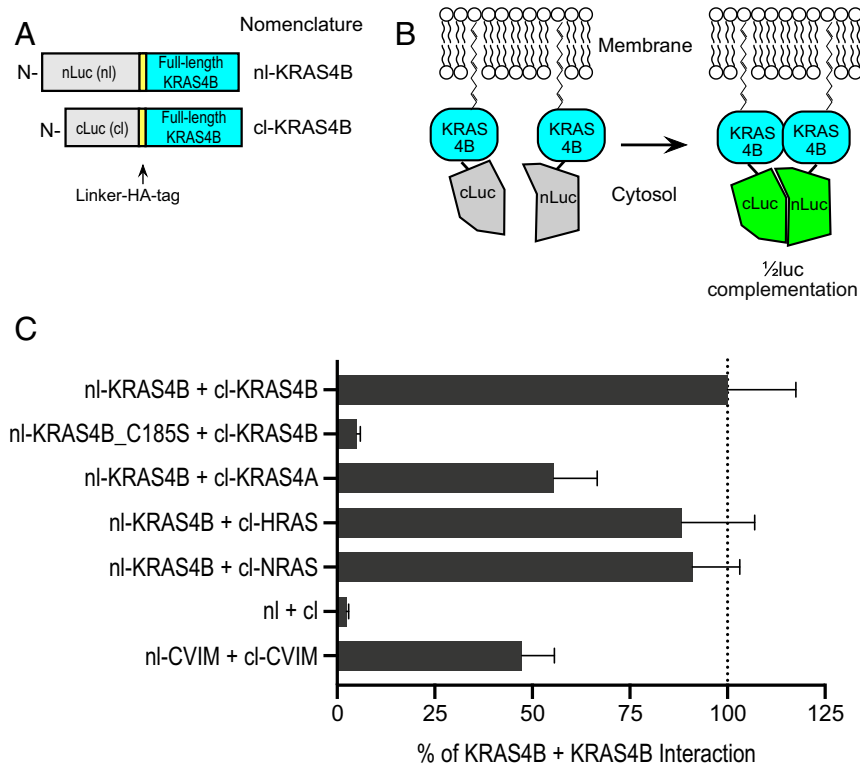 A
Nomenclature
N-
nLuc (nl)
Full-length
KRAS4B
nl-KRAS4B
N-
cLuc (cl)
Full-length
KRAS4B
cl-KRAS4B
Linker-HA-tag
B
Membrane
KRAS
4B
KRAS
4B
cLuc
nLuc
Cytosol
KRAS
4B
KRAS
4B
cLuc
nLuc
½luc
complementation
C
nl-KRAS4B + cl-KRAS4B
nl-KRAS4B_C185S + cl-KRAS4B
nl-KRAS4B + cl-KRAS4A
nl-KRAS4B + cl-HRAS
nl-KRAS4B + cl-NRAS
nl + cl
nl-CVIM + cl-CVIM
0 25 50 75 100 125
% of KRAS4B + KRAS4B Interaction